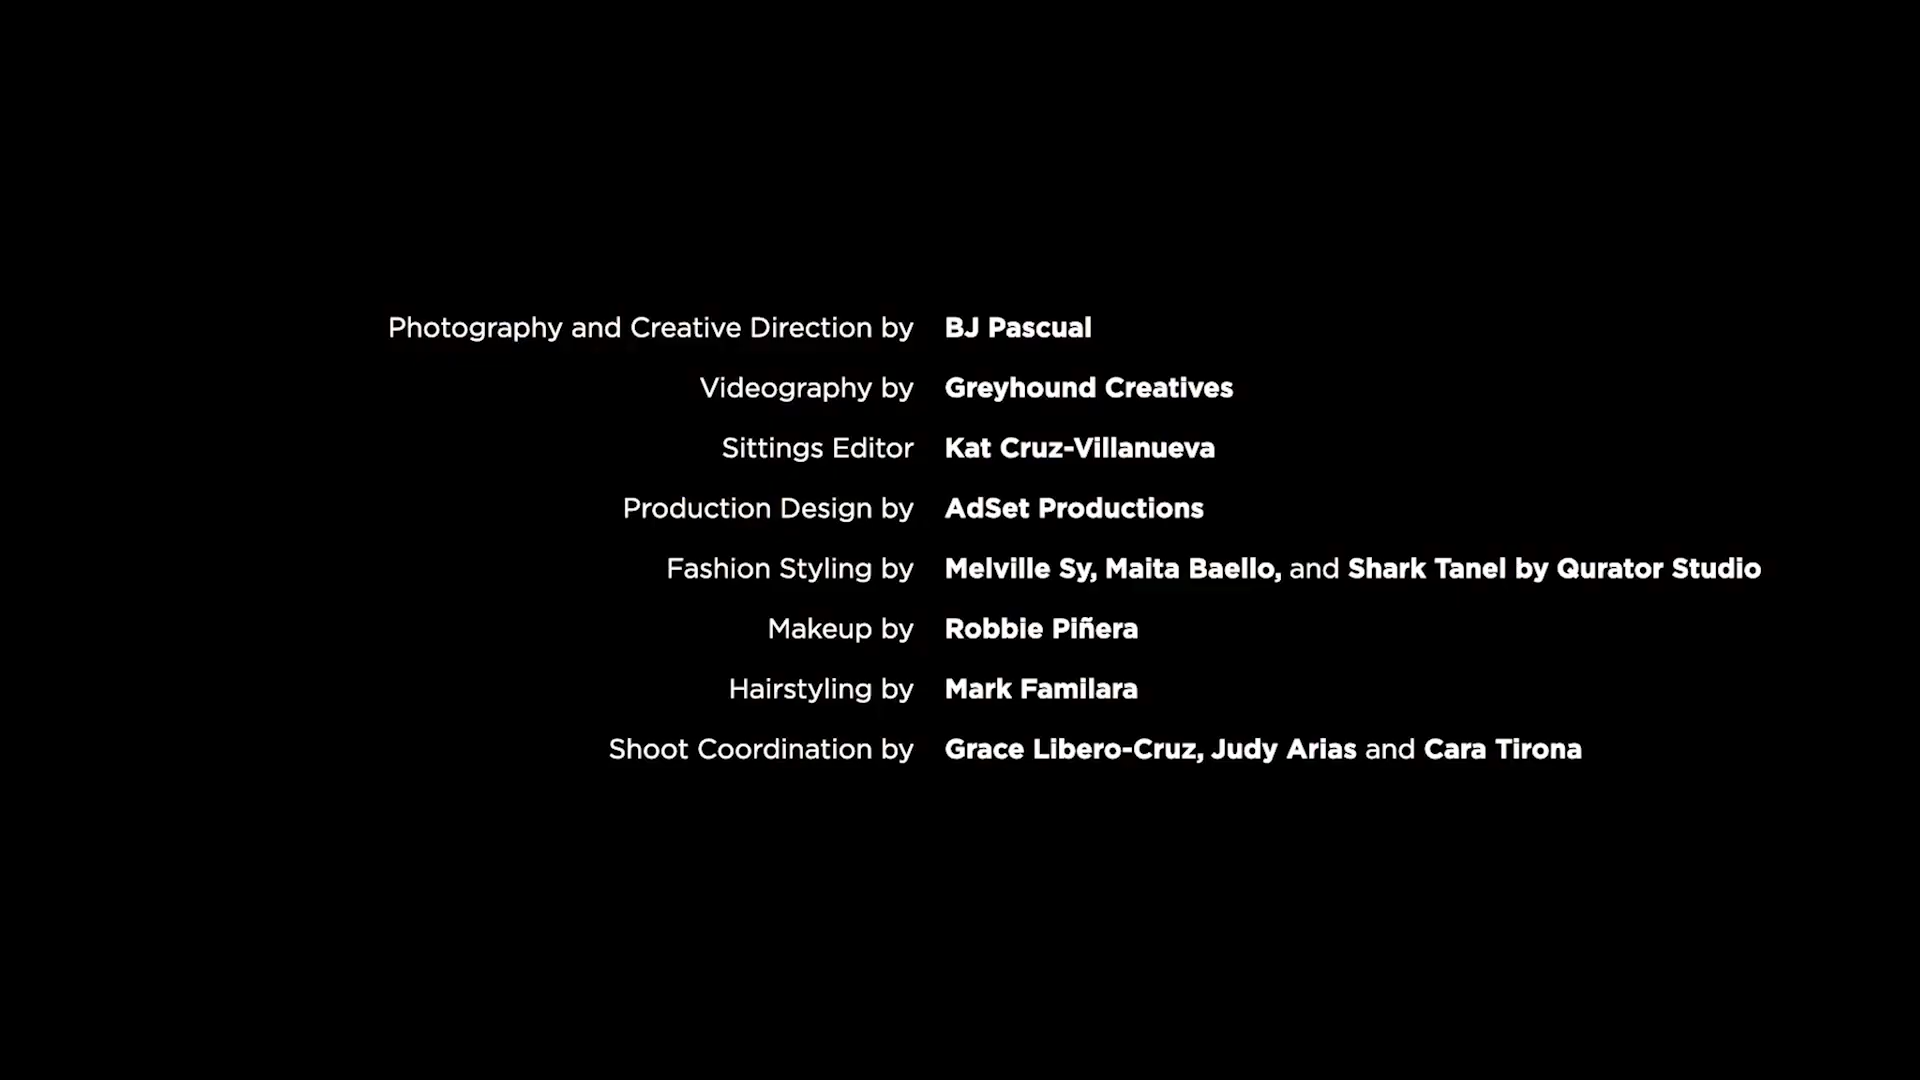 Photography and Creative Direction by BJ Pascual
Videography by Greyhound Creatives
Sittings Editor Kat Cruz-Villanueva
Production Design by AdSet Productions
Fashion Styling by Melville Sy, Maita Baello, and Shark Tanel by Qurator Studio
Makeup by Robbie Piñera
Hairstyling by Mark Familara
Shoot Coordination by Grace Libero-Cruz, Judy Arias and Cara Tirona